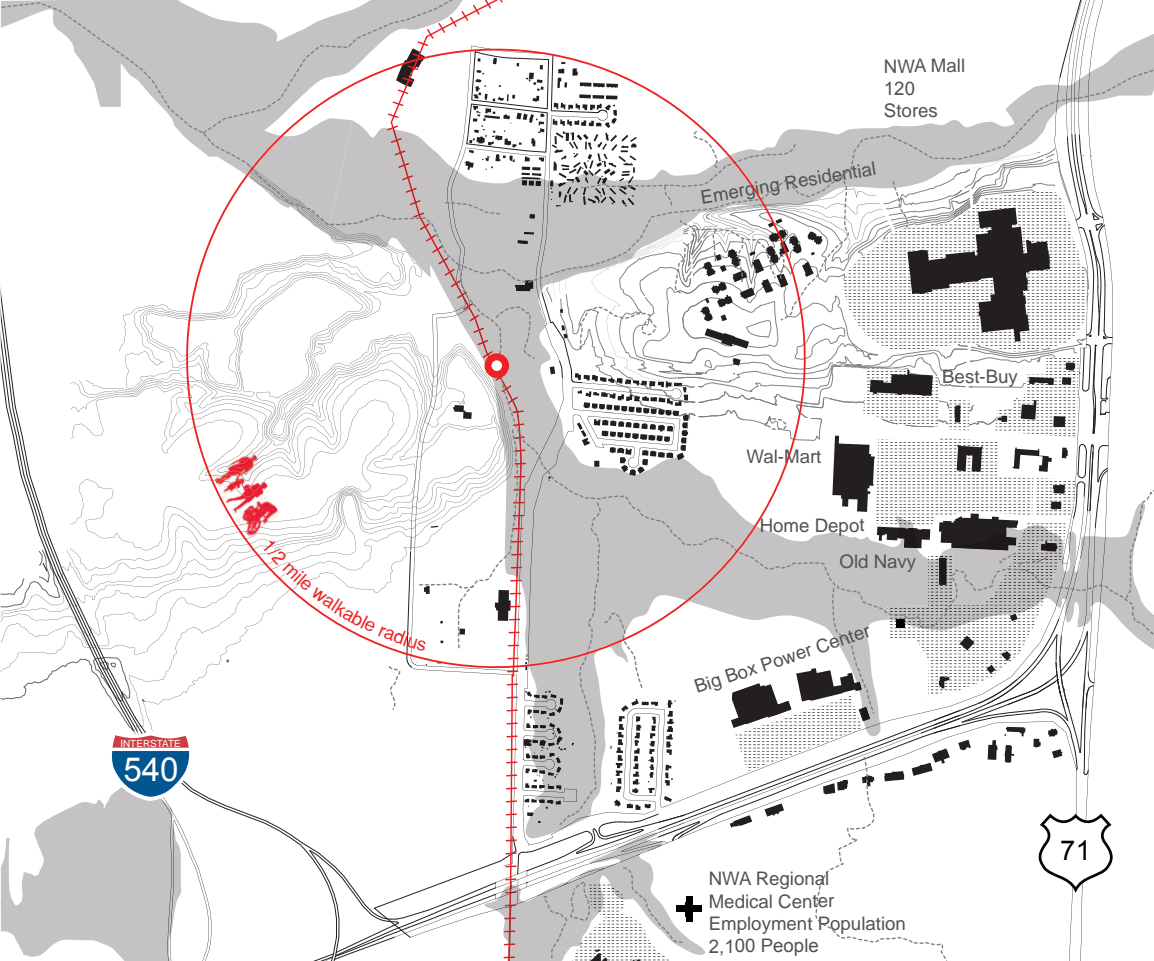 NWA Mall
120
Stores
Emerging Residential
Best-Buy
Wal-Mart
Home Depot
Old Navy
1/2 mile walkable radius
Big Box Power Center
INTERSTATE
540
71
NWA Regional
Medical Center
Employment Population
2,100 People